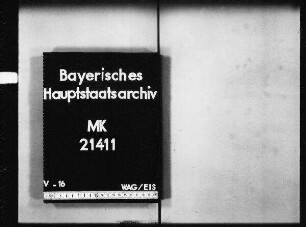 Bayerisches
Hauptstaatsarchiv
MK
21411
V - 16 WAG/EIS